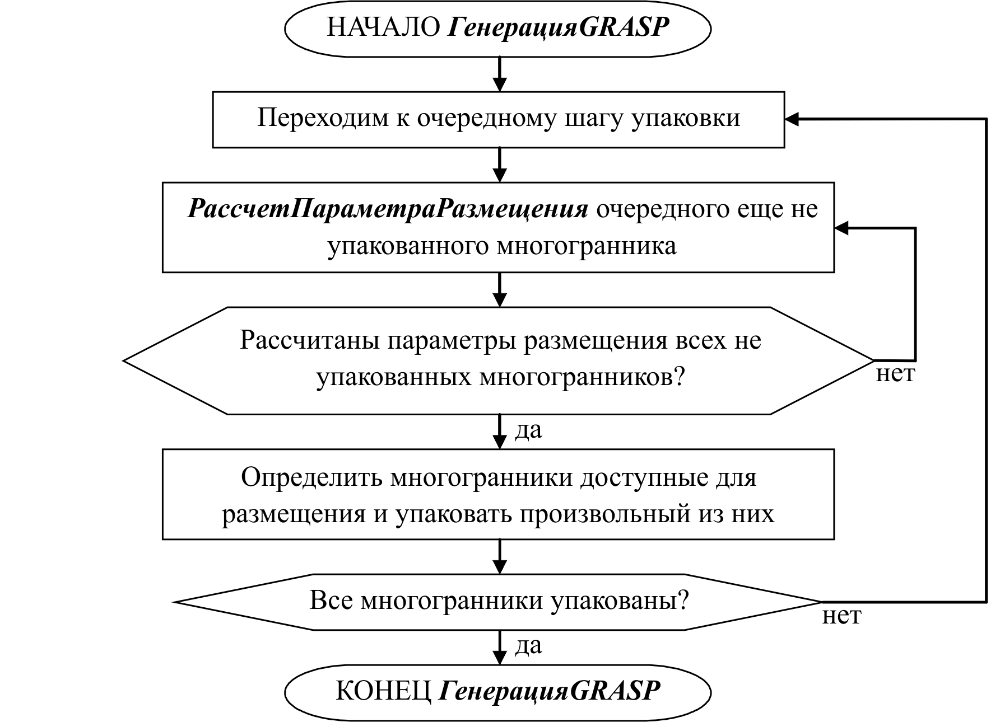 НАЧАЛО ГенерацияGRASP
Переходим к очередному шагу упаковки
РассчетПараметраРазмещения очередного еще не
упакованного многогранника
Рассчитаны параметры размещения всех не
упакованных многогранников?
нет
да
Определить многогранники доступные для
размещения и упаковать произвольный из них
Все многогранники упакованы?
нет
да
КОНЕЦ ГенерацияGRASP